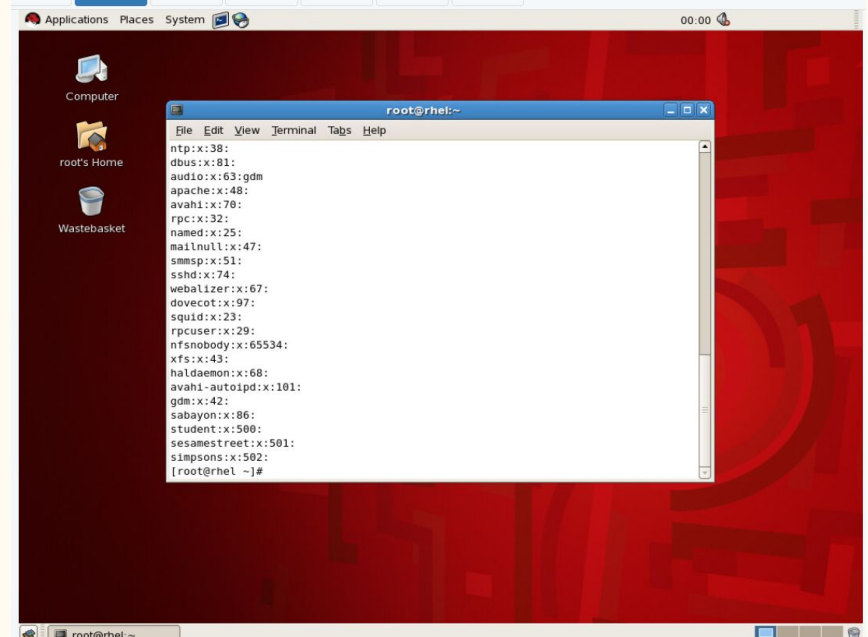 Applications Places System
00:00
Computer
root's Home
Wastebasket
root@rhel:~
File Edit View Terminal Tabs Help
ntp:x:38:
dbus:x:81:
audio:x:63:gdm
apache:x:48:
avahi:x:70:
rpc:x:32:
named:x:25:
mailnull:x:47:
smmsp:x:51:
sshd:x:74:
webalizer:x:67:
dovecot:x:97:
squid:x:23:
rpcuser:x:29:
nfsnobody:x:65534:
xfs:x:43:
haldaemon:x:68:
avahi-autoipd:x:101:
gdm:x:42:
sabayon:x:86:
student:x:500:
sesamestreet:x:501:
simpsons:x:502:
[root@rhel ~]#
root@rhel:~